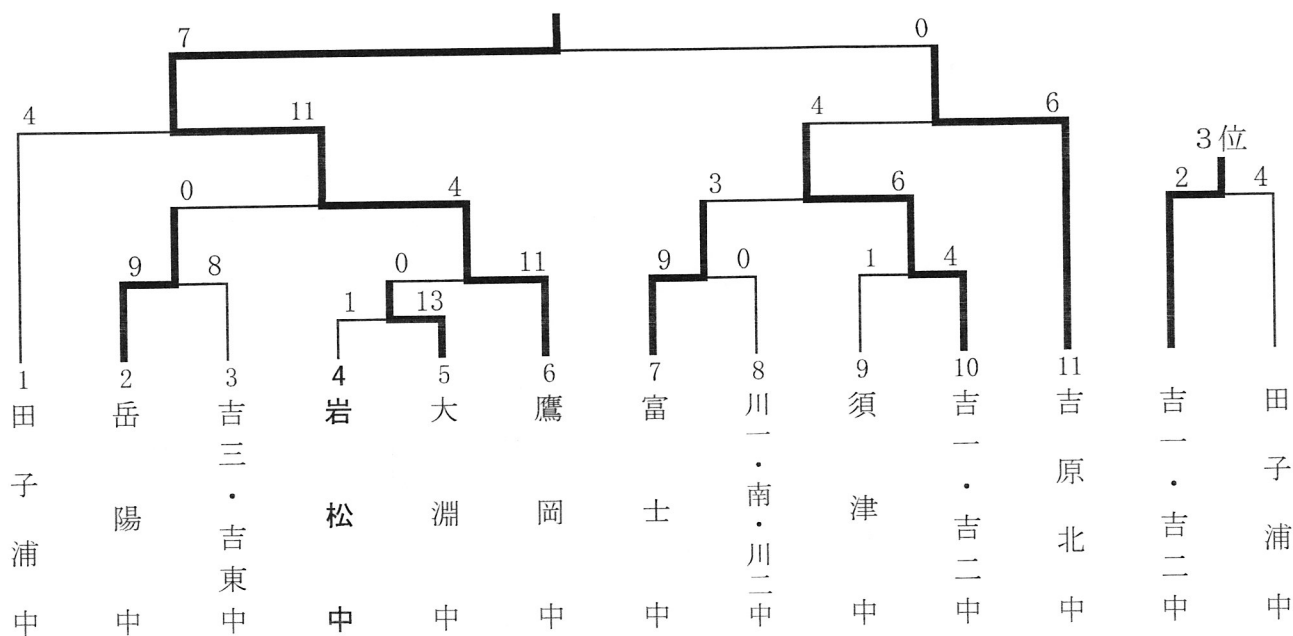 7
0
4
11
4
6
3位
0
4
3
6
2
4
9
8
0
11
9
0
1
4
1
13
1
2
3
4
5
6
7
8
9
10
11
田子浦中
岳陽中
吉三・吉東中
岩松中
大淵中
鷹岡中
富士中
川一・南・川二中
須津中
吉一・吉二中
吉原北中
吉一・吉二中
田子浦中